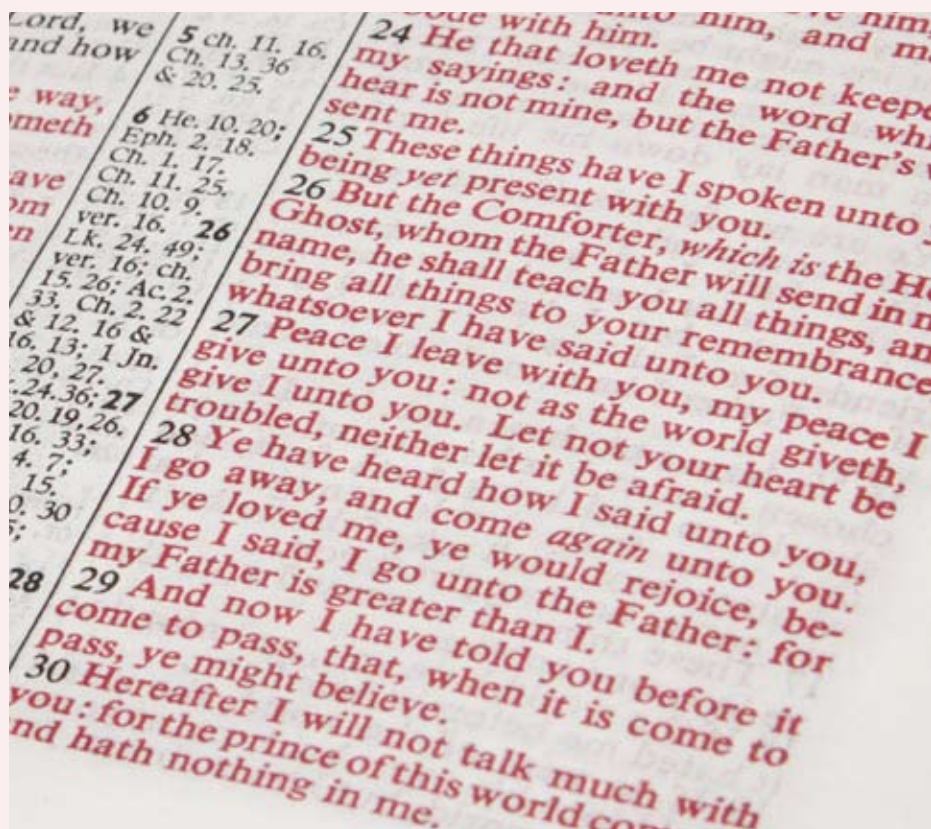 Lord, we
and how
way,
ometh
ave
om
en
5 ch. 11. 16.
Ch. 13. 36
& 20. 25.
6 He. 10. 20;
Eph. 2. 18.
Ch. 1. 17.
Ch. 11. 25.
Ch. 10. 9.
ver. 16. 26
Lk. 24. 49;
ver. 16; ch.
15. 26; Ac. 2.
33. Ch. 2. 22
& 12. 16 &
16. 13; 1 Jn.
20, 27.
.24.36; 27
20. 19, 26.
16. 33;
4. 7;
15.
0. 30
28
unto him, and
with him.
24 He that loveth me not
my sayings: and the word
hear is not mine, but the Father's
sent me.
25 These things have I spoken unto
being yet present with you.
26 But the Comforter, which is the
Ghost, whom the Father will send in
name, he shall teach you all things,
bring all things to your remembrance
whatsoever I have said unto you.
27 Peace I leave with you, my peace I
give unto you: not as the world giveth,
give I unto you. Let not your heart be
troubled, neither let it be afraid.
28 Ye have heard how I said unto you,
I go away, and come again unto you.
If ye loved me, ye would rejoice, be-
cause I said, I go unto the Father: for
my Father is greater than I.
29 And now I have told you before it
come to pass, that, when it is come to
pass, ye might believe.
30 Hereafter I will not talk much with
you: for the prince of this world
nd hath nothing in me.